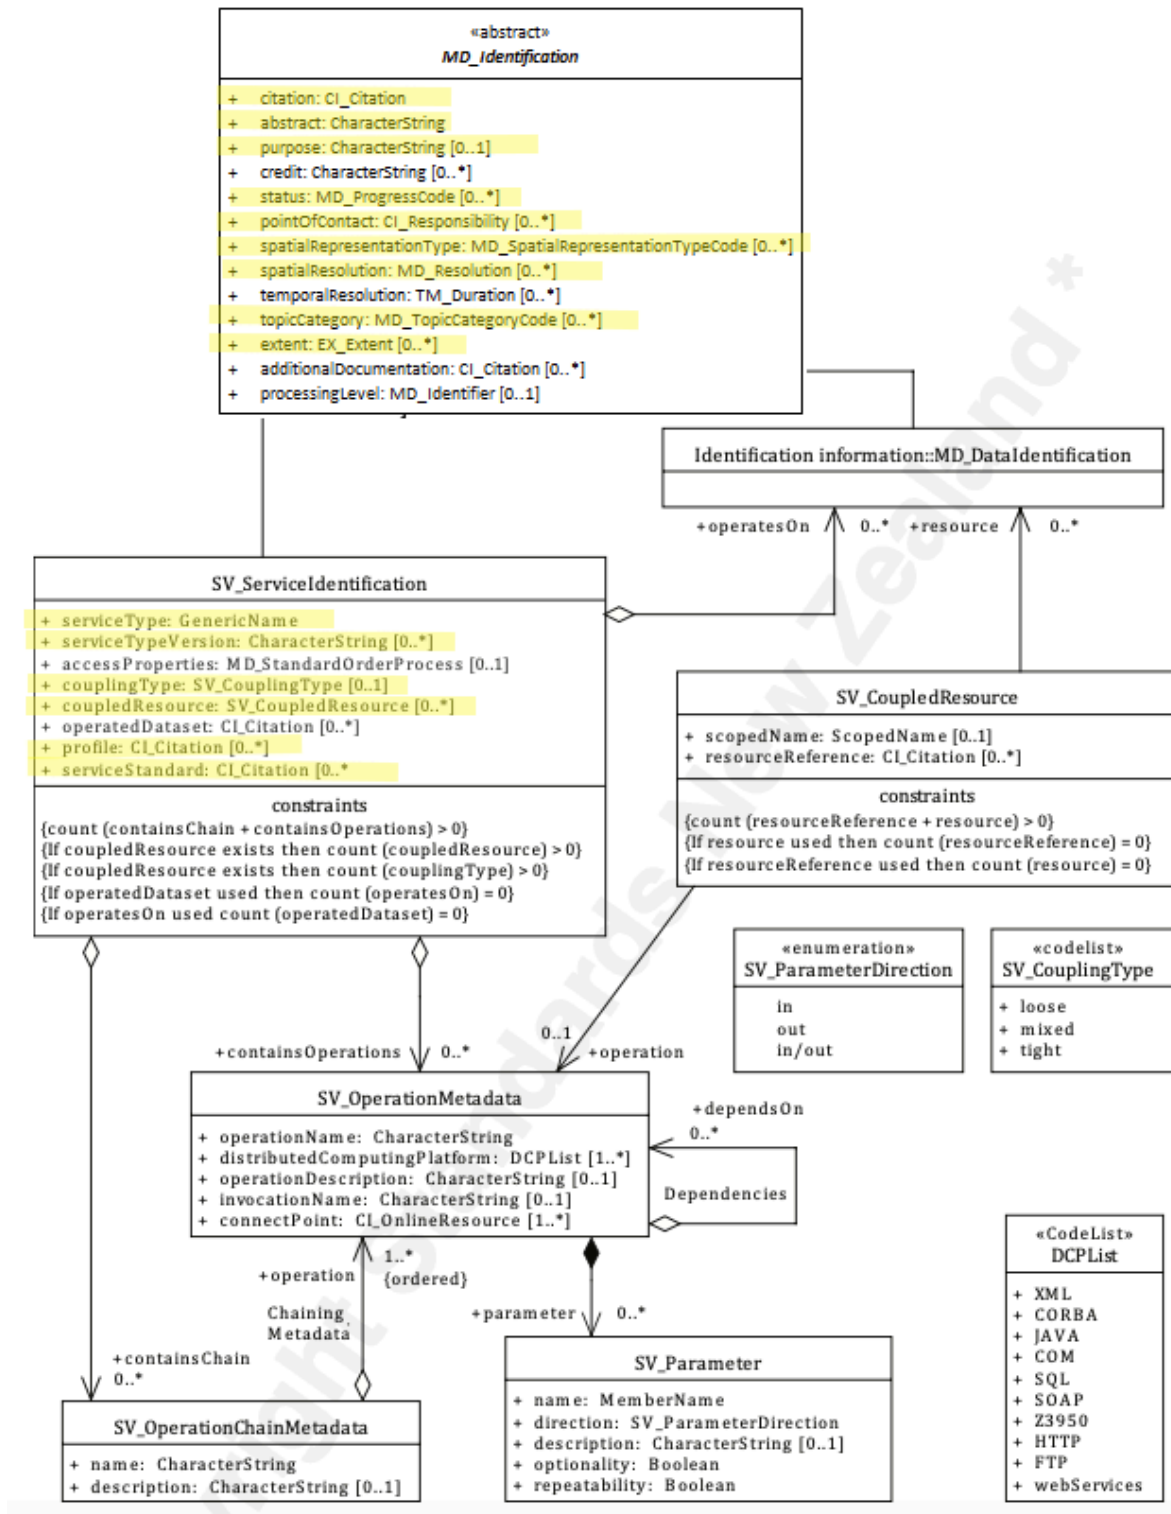 «abstract»
MD_Identification
+ citation: CI_Citation
+ abstract: CharacterString
+ purpose: CharacterString [0..1]
+ credit: CharacterString [0..*]
+ status: MD_ProgressCode [0..*]
+ pointOfContact: CI_Responsibility [0..*]
+ spatialRepresentationType: MD_SpatialRepresentationTypeCode [0..*]
+ spatialResolution: MD_Resolution [0..*]
+ temporalResolution: TM_Duration [0..*]
+ topicCategory: MD_TopicCategoryCode [0..*]
+ extent: EX_Extent [0..*]
+ additionalDocumentation: CI_Citation [0..*]
+ processingLevel: MD_Identifier [0..1]
Identification information::MD_DataIdentification
+operatesOn 0..* +resource 0..*
SV_ServiceIdentification
+ serviceType: GenericName
+ serviceTypeVersion: CharacterString [0..*]
+ accessProperties: MD_StandardOrderProcess [0..1]
+ couplingType: SV_CouplingType [0..1]
+ coupledResource: SV_CoupledResource [0..*]
+ operatedDataset: CI_Citation [0..*]
+ profile: CI_Citation [0..*]
+ serviceStandard: CI_Citation [0..*
constraints
{count (containsChain + containsOperations) > 0}
{If coupledResource exists then count (coupledResource) > 0}
{If coupledResource exists then count (couplingType) > 0}
{If operatedDataset used then count (operatesOn) = 0}
{If operatesOn used count (operatedDataset) = 0}
SV_CoupledResource
+ scopedName: ScopedName [0..1]
+ resourceReference: CI_Citation [0..*]
constraints
{count (resourceReference + resource) > 0}
{If resource used then count (resourceReference) = 0}
{If resourceReference used then count (resource) = 0}
«enumeration»
SV_ParameterDirection
in
out
in/out
«codelist»
SV_CouplingType
+ loose
+ mixed
+ tight
+containsOperations 0..*
0..1
+operation
SV_OperationMetadata
+ operationName: CharacterString
+ distributedComputingPlatform: DCPList [1..*]
+ operationDescription: CharacterString [0..1]
+ invocationName: CharacterString [0..1]
+ connectPoint: CI_OnlineResource [1..*]
+dependsOn
0..*
Dependencies
1..*
+operation {ordered}
Chaining
Metadata
+parameter 0..*
+containsChain
0..*
SV_OperationChainMetadata
+ name: CharacterString
+ description: CharacterString [0..1]
SV_Parameter
+ name: MemberName
+ direction: SV_ParameterDirection
+ description: CharacterString [0..1]
+ optionality: Boolean
+ repeatability: Boolean
«CodeList»
DCPList
+ XML
+ CORBA
+ JAVA
+ COM
+ SQL
+ SOAP
+ Z3950
+ HTTP
+ FTP
+ webServices
right Standards New Zealand *